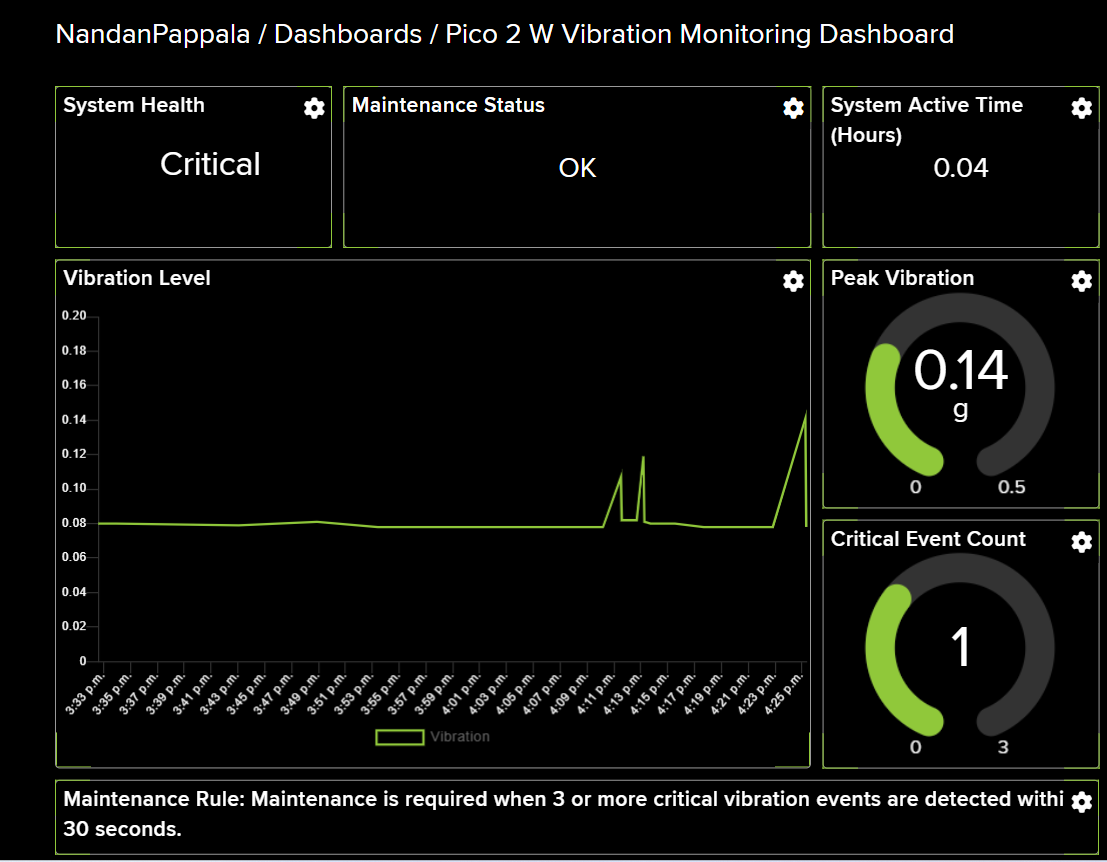 NandanPappala / Dashboards / Pico 2 W Vibration Monitoring Dashboard
System Health
Critical
Maintenance Status
OK
System Active Time
(Hours)
0.04
Vibration Level
0.20
0.18
0.16
0.14
0.12
0.10
0.08
0.06
0.04
0.02
0
3:33 p.m.
3:35 p.m.
3:37 p.m.
3:39 p.m.
3:41 p.m.
3:43 p.m.
3:45 p.m.
3:47 p.m.
3:49 p.m.
3:51 p.m.
3:53 p.m.
3:55 p.m.
3:57 p.m.
3:59 p.m.
4:01 p.m.
4:03 p.m.
4:05 p.m.
4:07 p.m.
4:09 p.m.
4:11 p.m.
4:13 p.m.
4:15 p.m.
4:17 p.m.
4:19 p.m.
4:21 p.m.
4:23 p.m.
4:25 p.m.
Vibration
Peak Vibration
0.14
g
0
0.5
Critical Event Count
1
0
3
Maintenance Rule: Maintenance is required when 3 or more critical vibration events are detected withi
30 seconds.